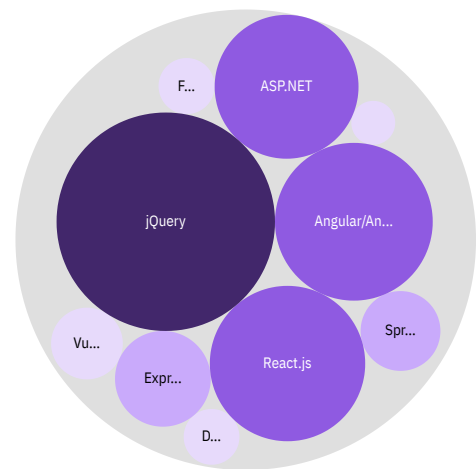 F...
ASP.NET
jQuery
Angular/An...
Spr...
Vu...
React.js
Expr...
D...